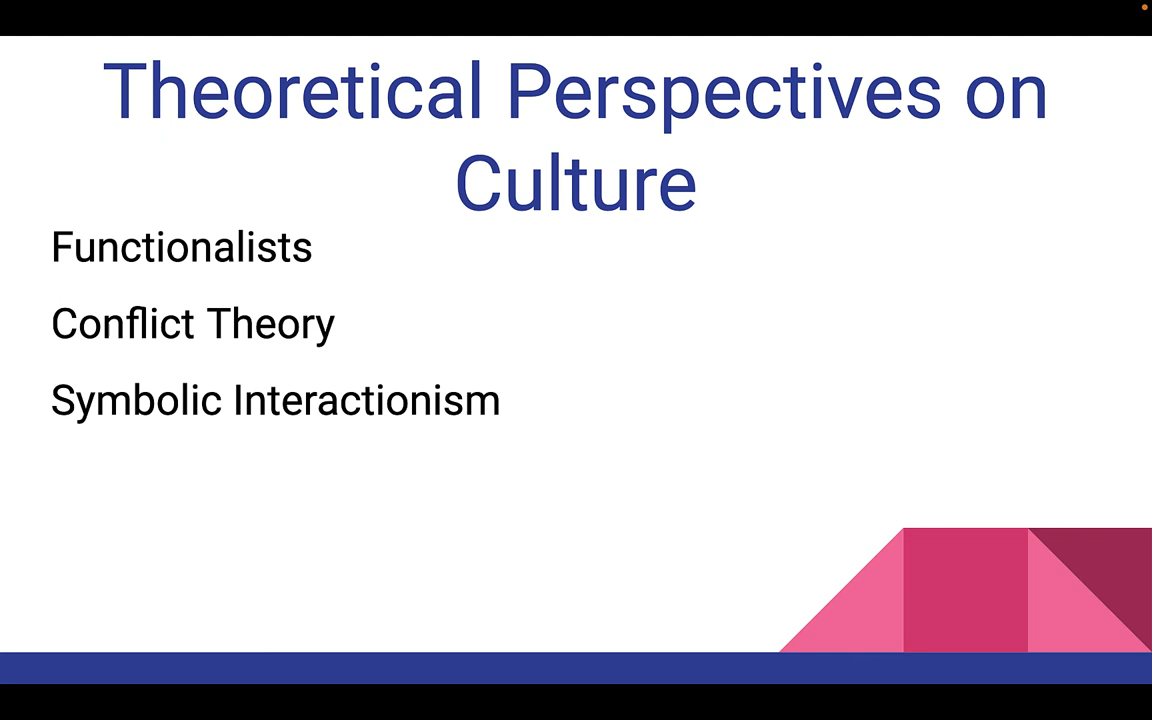 Theoretical Perspectives on
Culture
Functionalists
Conflict Theory
Symbolic Interactionism